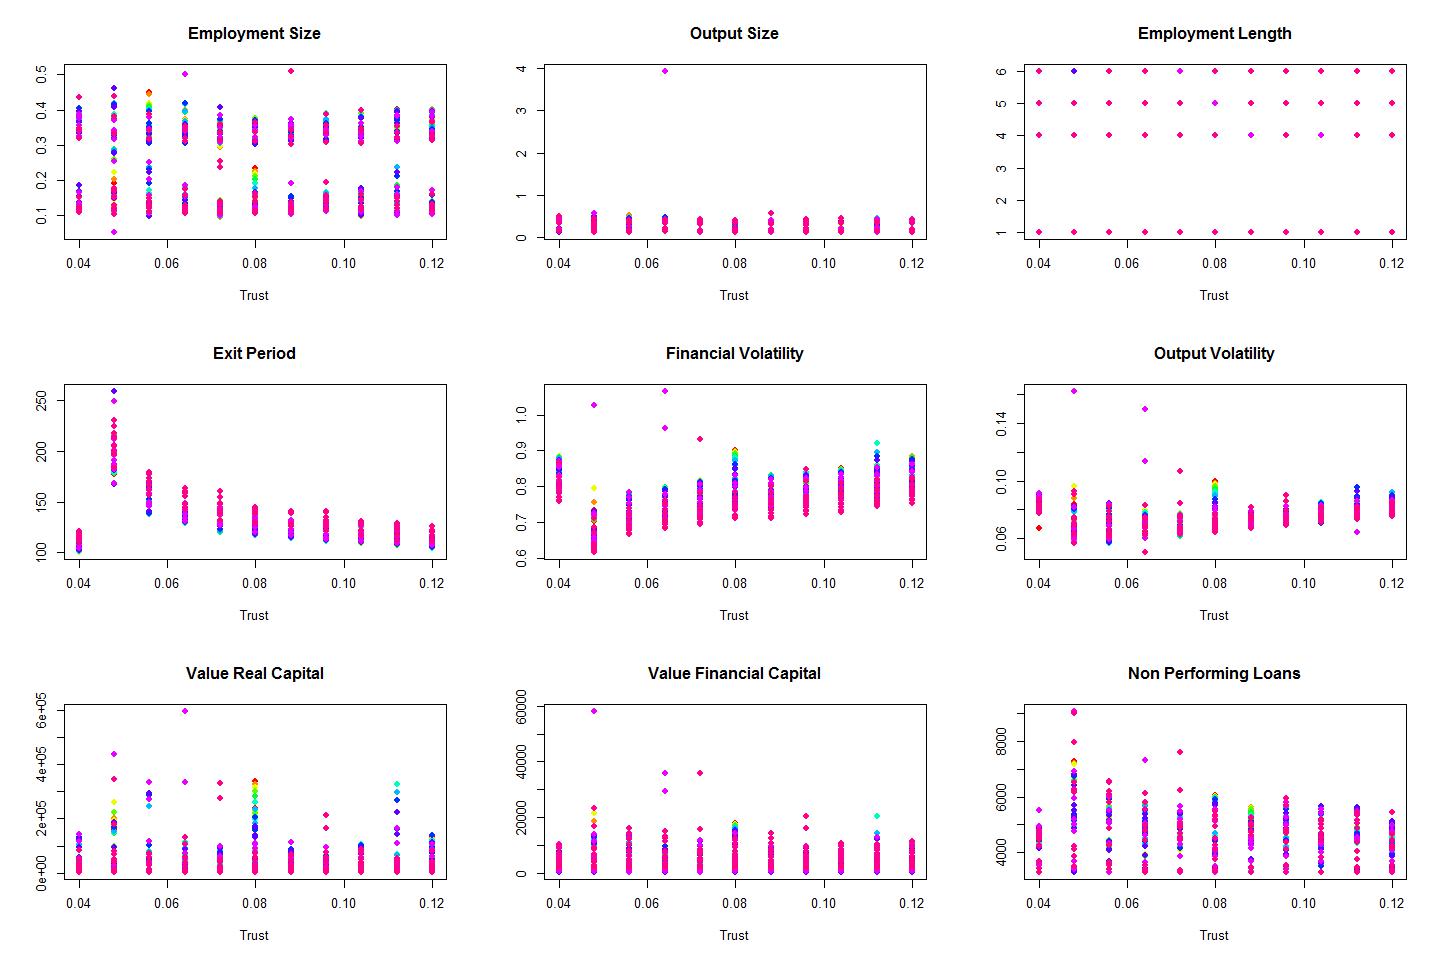 Employment Size
0.1 0.2 0.3 0.4 0.5
0.04 0.06 0.08 0.10 0.12
Trust
Output Size
0 1 2 3 4
0.04 0.06 0.08 0.10 0.12
Trust
Employment Length
1 2 3 4 5 6
0.04 0.06 0.08 0.10 0.12
Trust
Exit Period
100 150 200 250
0.04 0.06 0.08 0.10 0.12
Trust
Financial Volatility
0.6 0.7 0.8 0.9 1.0
0.04 0.06 0.08 0.10 0.12
Trust
Output Volatility
0.06 0.10 0.14
0.04 0.06 0.08 0.10 0.12
Trust
Value Real Capital
0e+00 2e+05 4e+05 6e+05
0.04 0.06 0.08 0.10 0.12
Trust
Value Financial Capital
0 20000 40000 60000
0.04 0.06 0.08 0.10 0.12
Trust
Non Performing Loans
4000 6000 8000
0.04 0.06 0.08 0.10 0.12
Trust